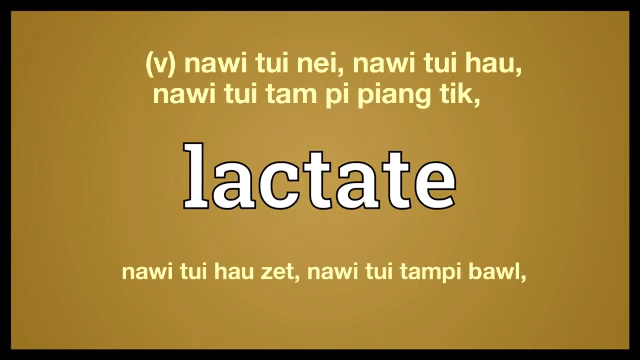 (v) nawi tui nei, nawi tui hau,
nawi tui tam pi piang tik,
lactate
nawi tui hau zet, nawi tui tampi bawl,